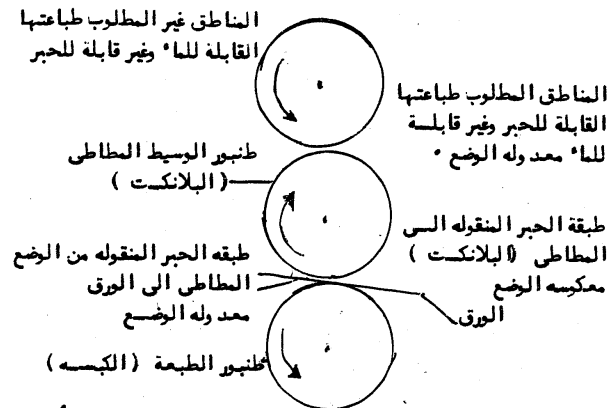 المناطق غير المطلوب طباعتها
القابلة للماء وغير قابلة للحبر
المناطق المطلوب طباعتها
القابلة للحبر وغير قابلة
للماء معدوله الوضع .
طنبور الوسيط المطاطى
( البلانكت )
طبقة الحبر المنقوله الى
المطاطى ( البلانكت )
معكوسه الوضع
طبقه الحبر المنقوله من الوضع
المطاطى الى الورق
معدوله الوضع
الورق
طنبور الطبعة ( الكبسه )